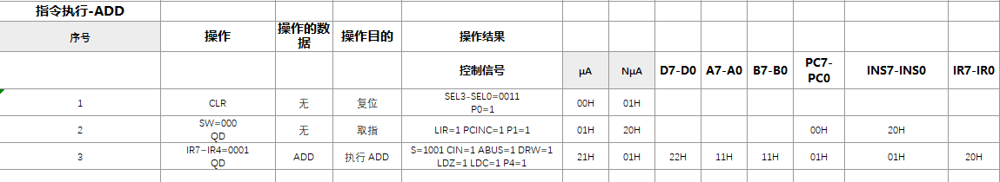 指令执行-ADD
序号 操作 操作的数据 操作目的 操作结果
控制信号 μA NμA D7-D0 A7-A0 B7-B0 PC7-PC0 INS7-INS0 IR7-IR0
1 CLR 无 复位 SEL3-SEL0=0011 P0=1 00H 01H
2 SW=000 QD 无 取指 LIR=1 PCINC=1 P1=1 01H 20H 00H 20H
3 IR7-IR4=0001 QD ADD 执行 ADD S=1001 CIN=1 ABUS=1 DRW=1 LDZ=1 LDC=1 P4=1 21H 01H 22H 11H 11H 01H 01H 20H